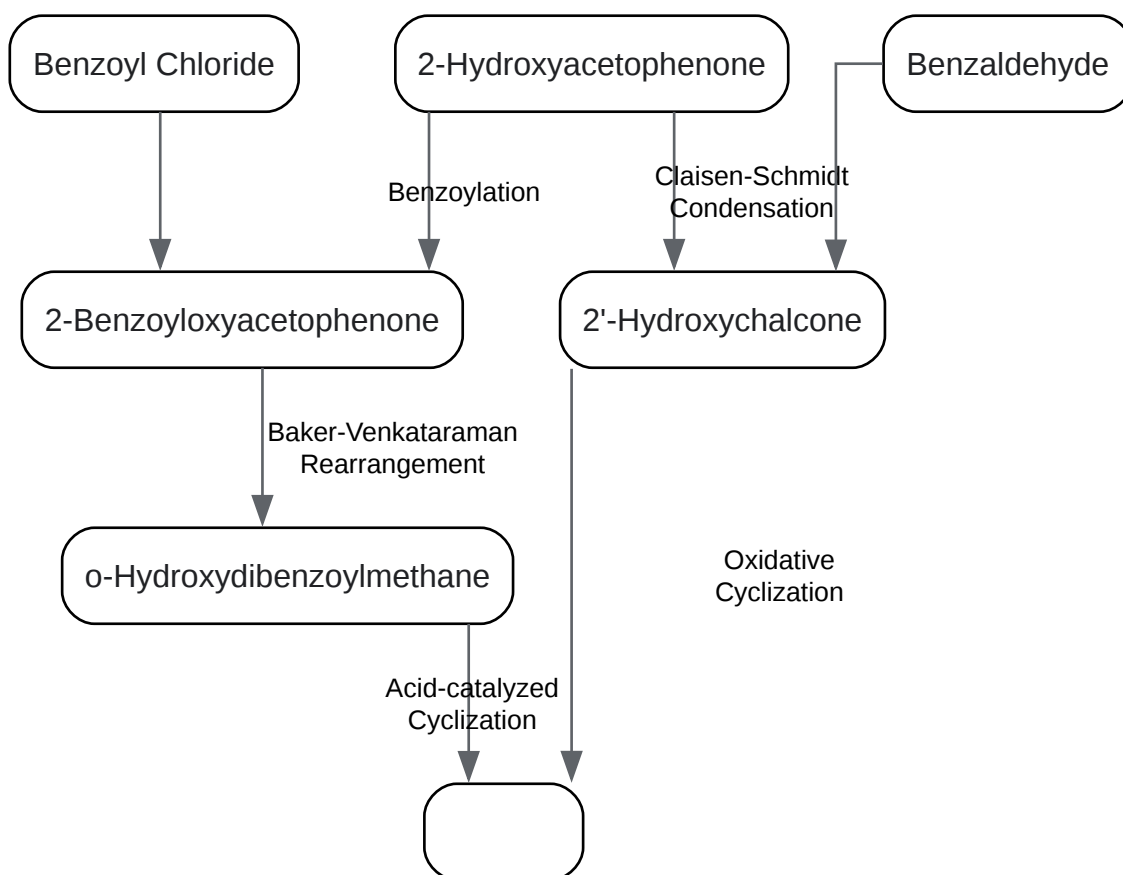 Benzoyl Chloride
2-Hydroxyacetophenone
Benzaldehyde
Benzoylation
Claisen-Schmidt
Condensation
2-Benzoyloxyacetophenone
2'-Hydroxychalcone
Baker-Venkataraman
Rearrangement
o-Hydroxydibenzoylmethane
Oxidative
Cyclization
Acid-catalyzed
Cyclization